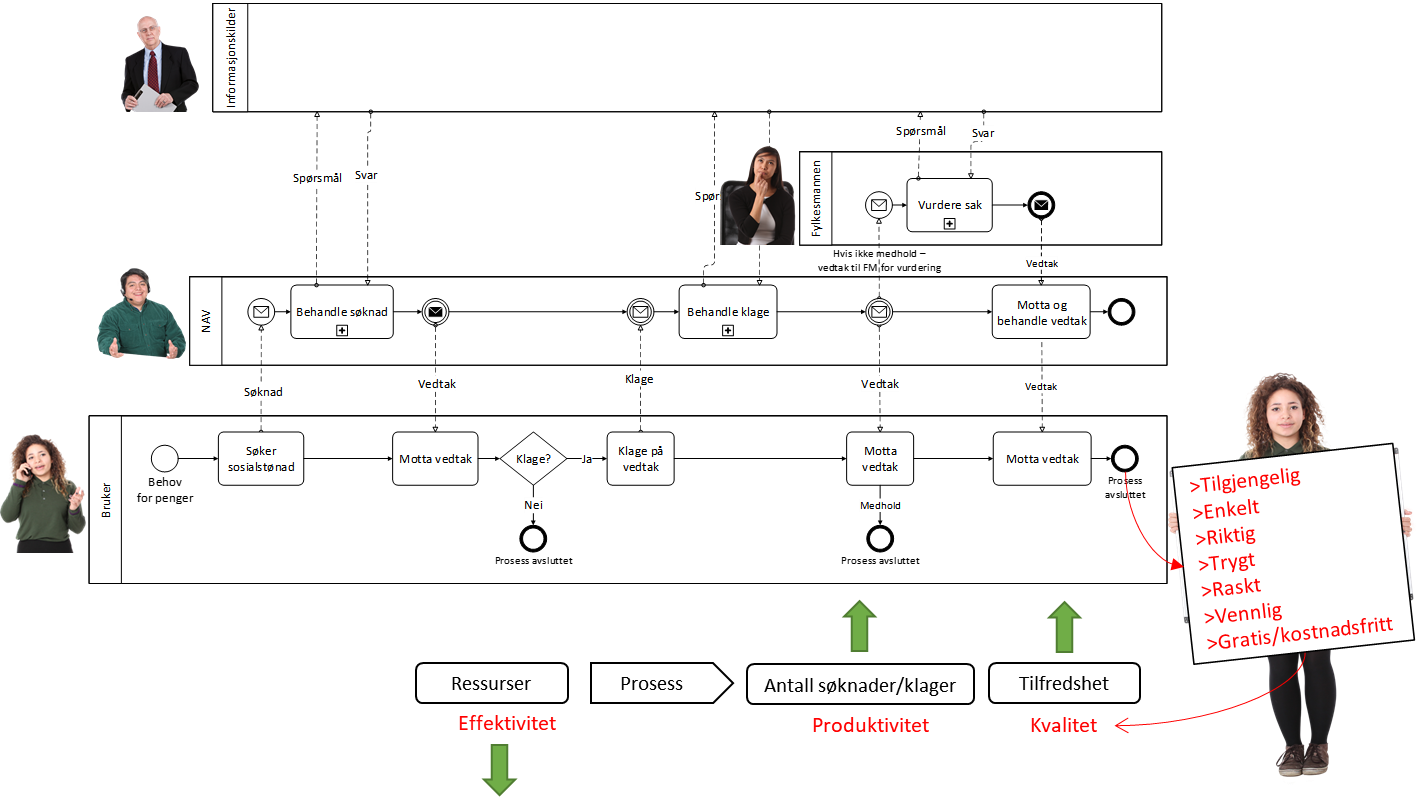 Informasjonskilder
Spørsmål
Svar
Spørsmål
Svar
Fylkesmannen
Vurdere sak
Hvis ikke medhold –
vedtak til FM for vurdering
Vedtak
NAV
Behandle søknad
Behandle klage
Motta og
behandle vedtak
Søknad
Vedtak
Klage
Vedtak
Vedtak
Bruker
Behov
for penger
Søker
sosialstønad
Motta vedtak
Klage?
Ja
Nei
Prosess avsluttet
Klage på
vedtak
Motta
vedtak
Medhold
Prosess avsluttet
Motta vedtak
Prosess
avsluttet
>Tilgjengelig
>Enkelt
>Riktig
>Trygt
>Raskt
>Vennlig
>Gratis/kostnadsfritt
Ressurser
Prosess
Antall søknader/klager
Tilfredshet
Effektivitet
Produktivitet
Kvalitet